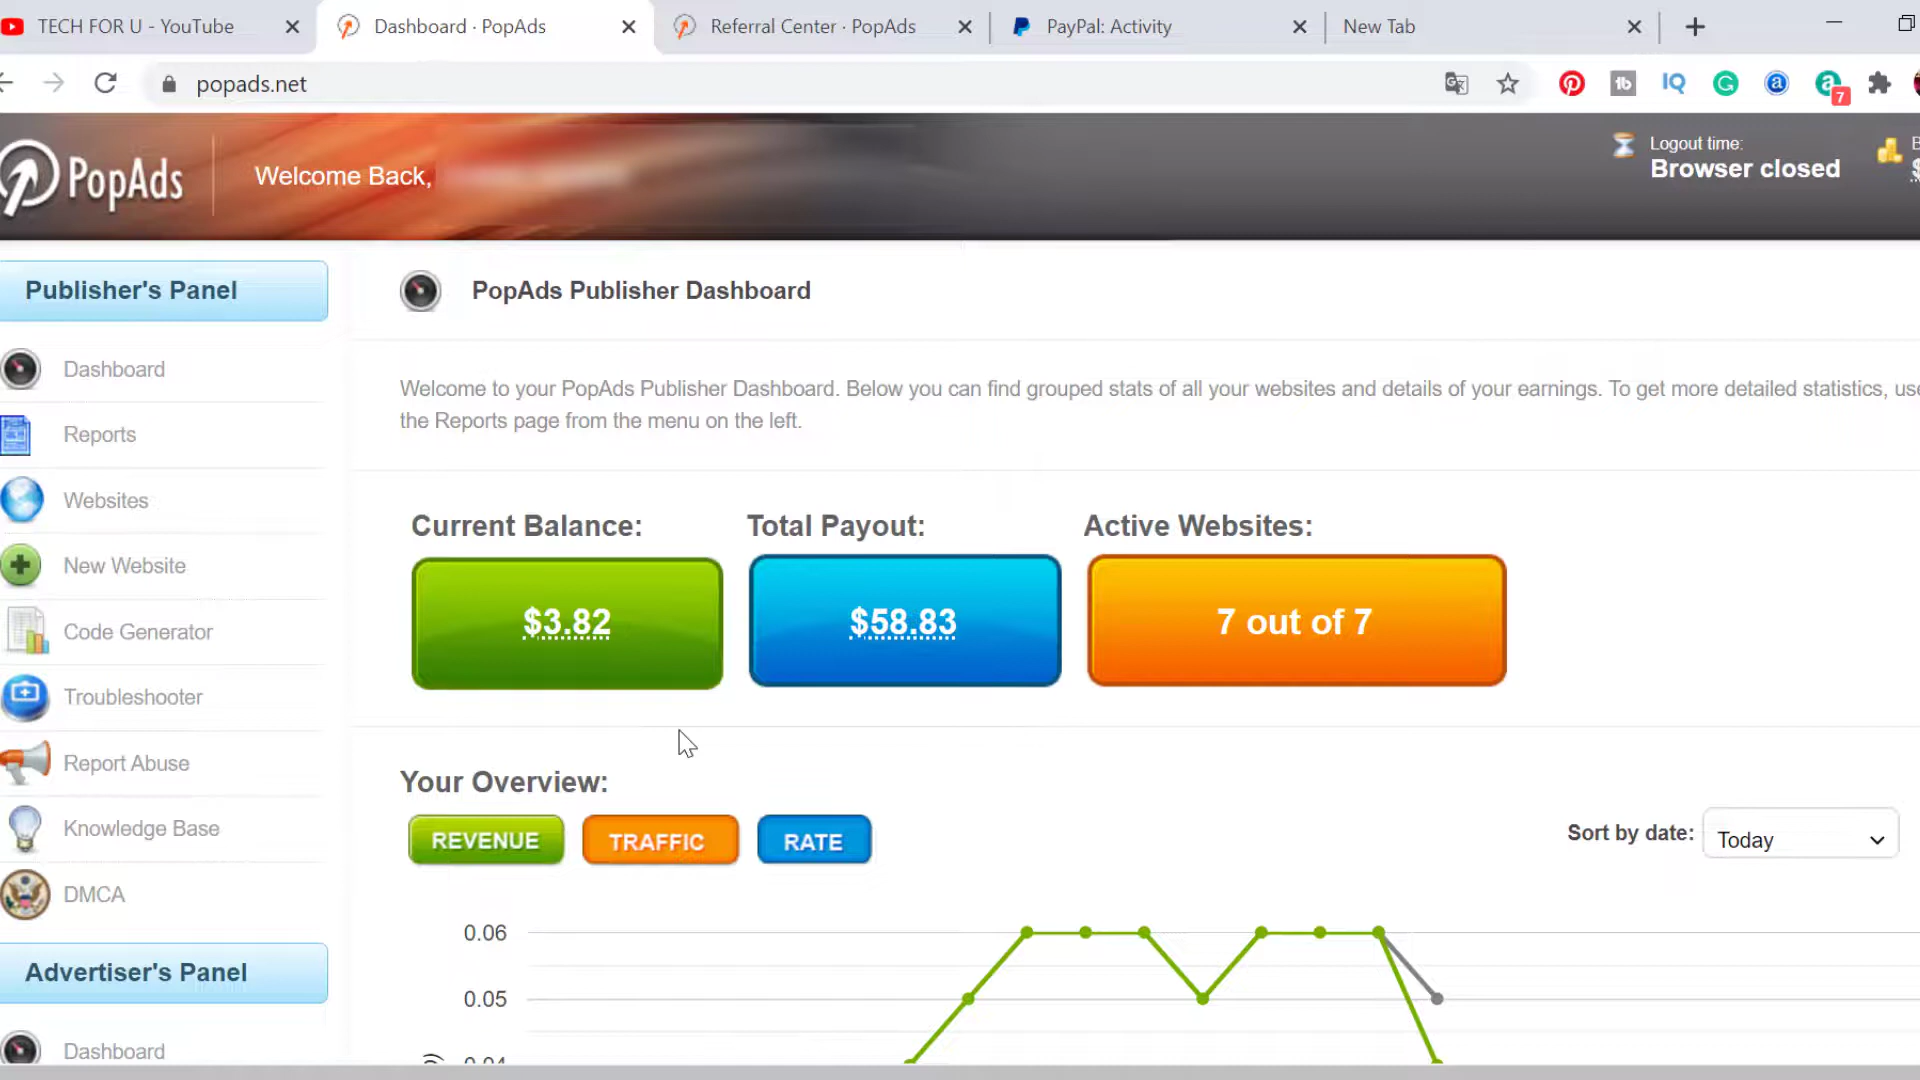 TECH FOR U - YouTube
Dashboard · PopAds
Referral Center · PopAds
PayPal: Activity
New Tab
popads.net
7
PopAds
Welcome Back,
Logout time:
Browser closed
Publisher's Panel
Dashboard
Reports
Websites
New Website
Code Generator
Troubleshooter
Report Abuse
Knowledge Base
DMCA
Advertiser's Panel
Dashboard
PopAds Publisher Dashboard
Welcome to your PopAds Publisher Dashboard. Below you can find grouped stats of all your websites and details of your earnings. To get more detailed statistics, use
the Reports page from the menu on the left.
Current Balance:
Total Payout:
Active Websites:
$3.82
$58.83
7 out of 7
Your Overview:
REVENUE
TRAFFIC
RATE
Sort by date:
Today
0.06
0.05
0.04